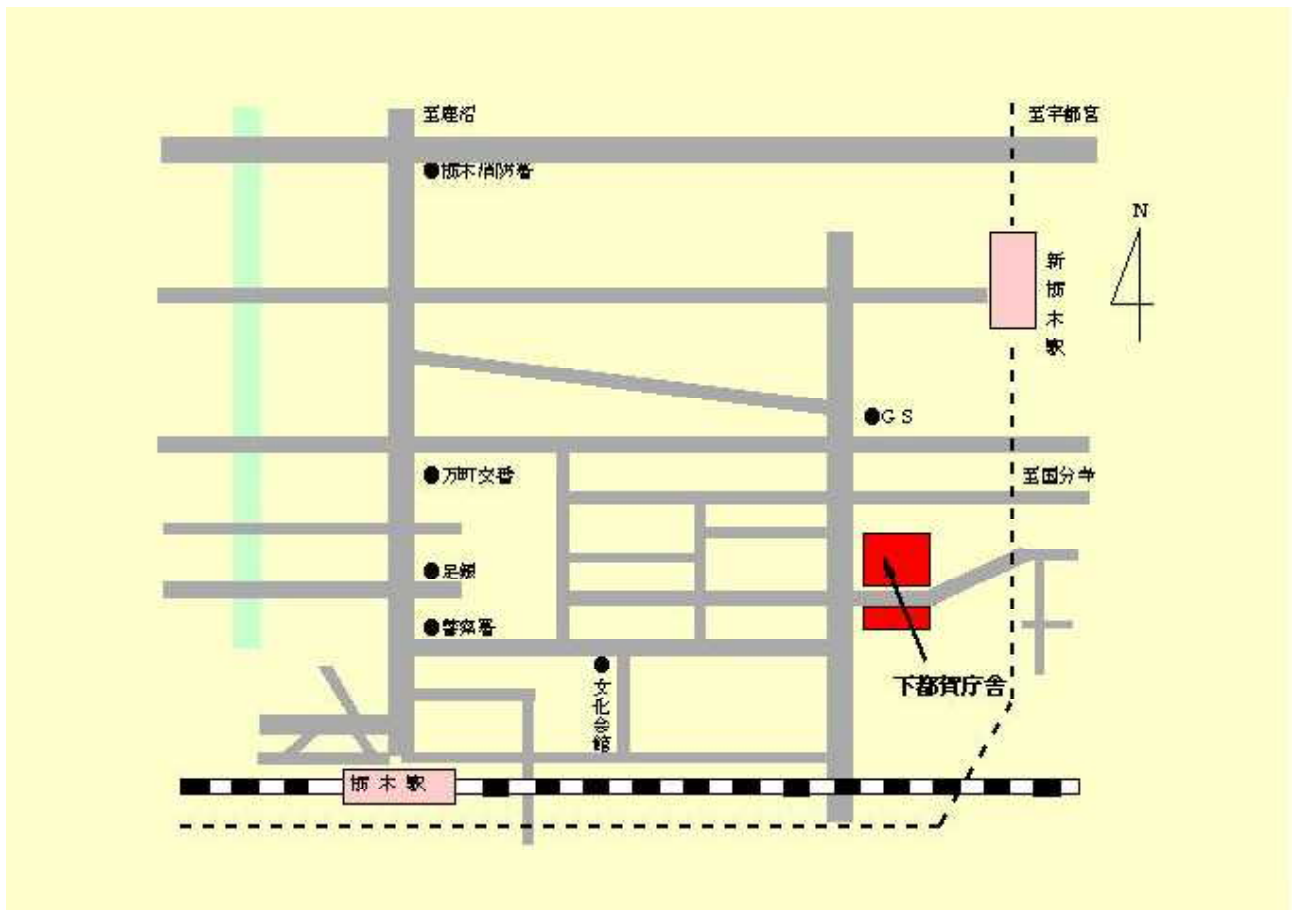 至鹿沼
至宇都宮
●栃木消防署
N
新栃木駅
●GS
●万町交番
至国分寺
●足銀
●警察署
●文化会館
下都賀庁舎
栃木駅